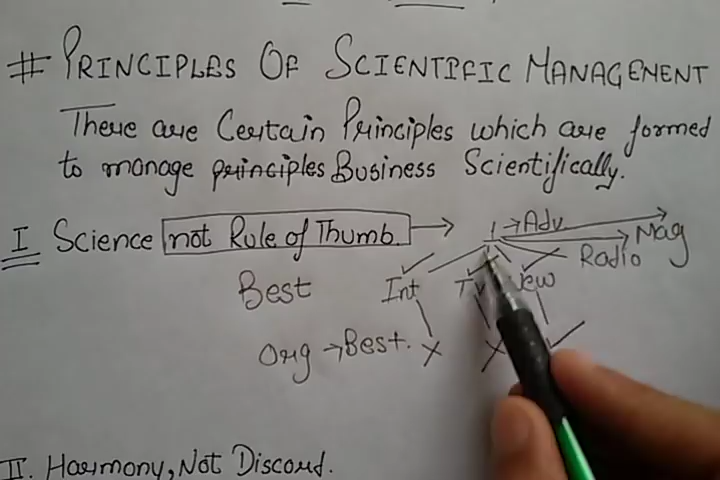 # PRINCIPLES OF SCIENTIFIC MANAGEMENT
There are Certain Principles which are formed
to manage principles Business Scientifically.
I Science not Rule of Thumb. → 1 → Adv. Mag
Radio
Best Int TV New
Org → Best. x x ✓
II. Harmony, Not Discord.